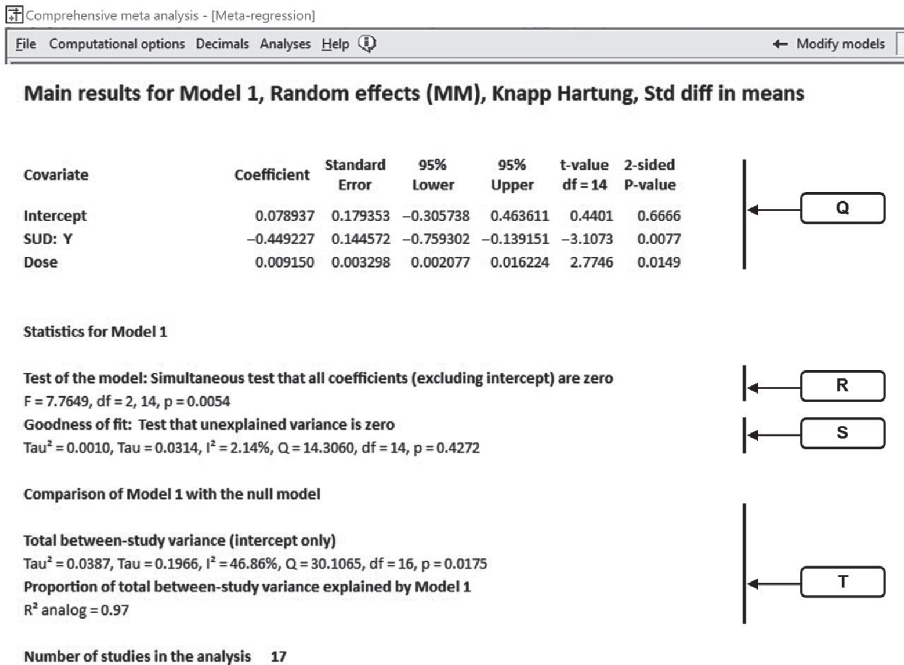 Comprehensive meta analysis - [Meta-regression]
File Computational options Decimals Analyses Help Modify models
Main results for Model 1, Random effects (MM), Knapp Hartung, Std diff in means
Covariate Coefficient Standard Error 95% Lower 95% Upper t-value df = 14 2-sided P-value
Intercept 0.078937 0.179353 −0.305738 0.463611 0.4401 0.6666
SUD: Y −0.449227 0.144572 −0.759302 −0.139151 −3.1073 0.0077
Dose 0.009150 0.003298 0.002077 0.016224 2.7746 0.0149
Q
Statistics for Model 1
Test of the model: Simultaneous test that all coefficients (excluding intercept) are zero
F = 7.7649, df = 2, 14, p = 0.0054
R
Goodness of fit: Test that unexplained variance is zero
Tau² = 0.0010, Tau = 0.0314, I² = 2.14%, Q = 14.3060, df = 14, p = 0.4272
S
Comparison of Model 1 with the null model
Total between-study variance (intercept only)
Tau² = 0.0387, Tau = 0.1966, I² = 46.86%, Q = 30.1065, df = 16, p = 0.0175
Proportion of total between-study variance explained by Model 1
R² analog = 0.97
T
Number of studies in the analysis 17